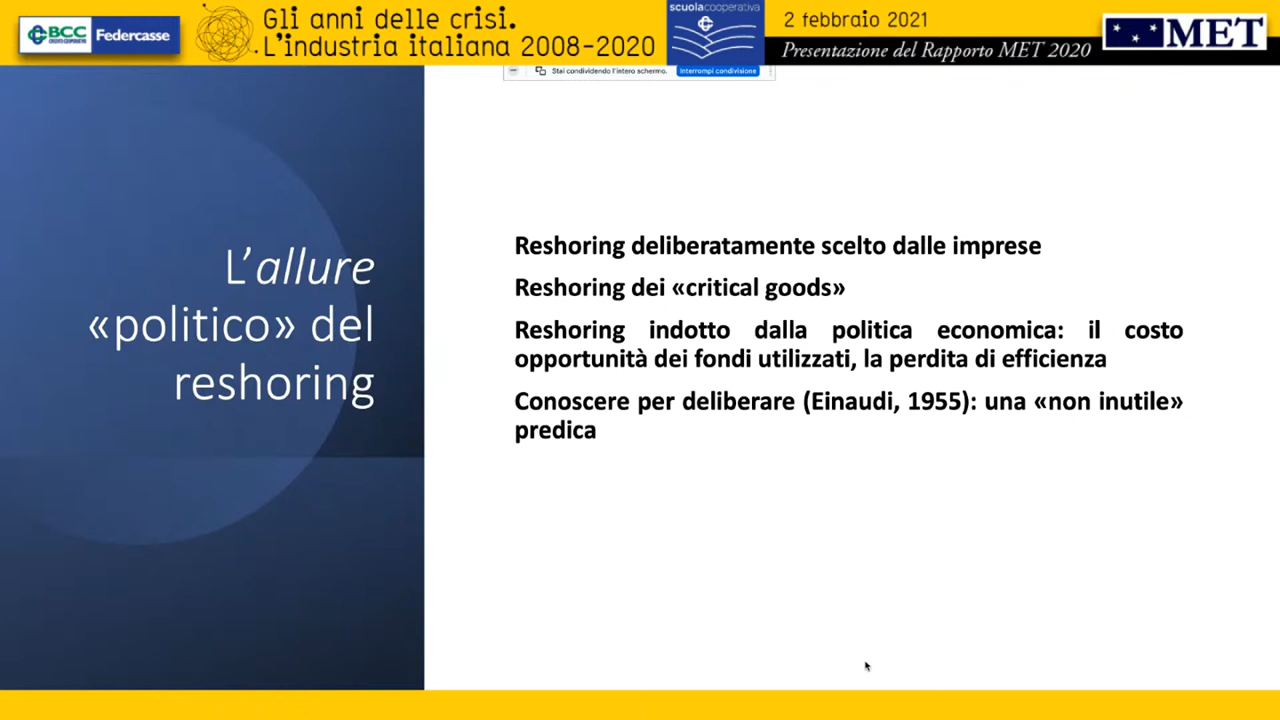 BCC
CREDITO COOPERATIVO
Federcasse
Gli anni delle crisi.
L'industria italiana 2008-2020
scuolacooperativa
2 febbraio 2021
Presentazione del Rapporto MET 2020
MET
Stai condividendo l'intero schermo.
Interrompi condivisione
L'allure
«politico» del
reshoring
Reshoring deliberatamente scelto dalle imprese
Reshoring dei «critical goods»
Reshoring indotto dalla politica economica: il costo
opportunità dei fondi utilizzati, la perdita di efficienza
Conoscere per deliberare (Einaudi, 1955): una «non inutile»
predica